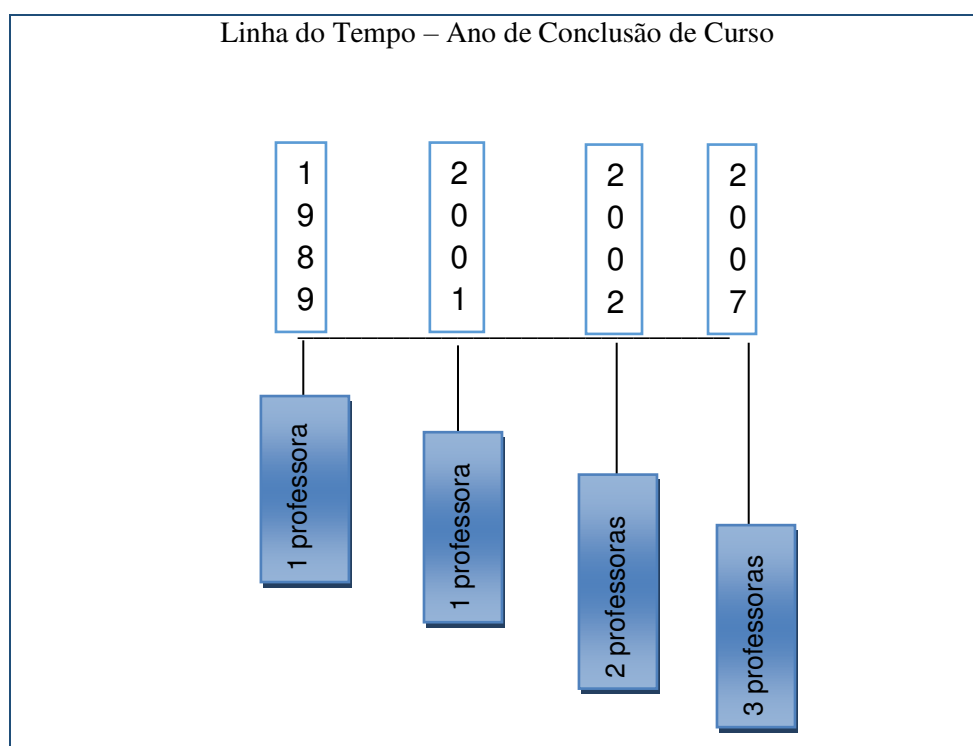 Linha do Tempo – Ano de Conclusão de Curso
1989
2001
2002
2007
1 professora
1 professora
2 professoras
3 professoras